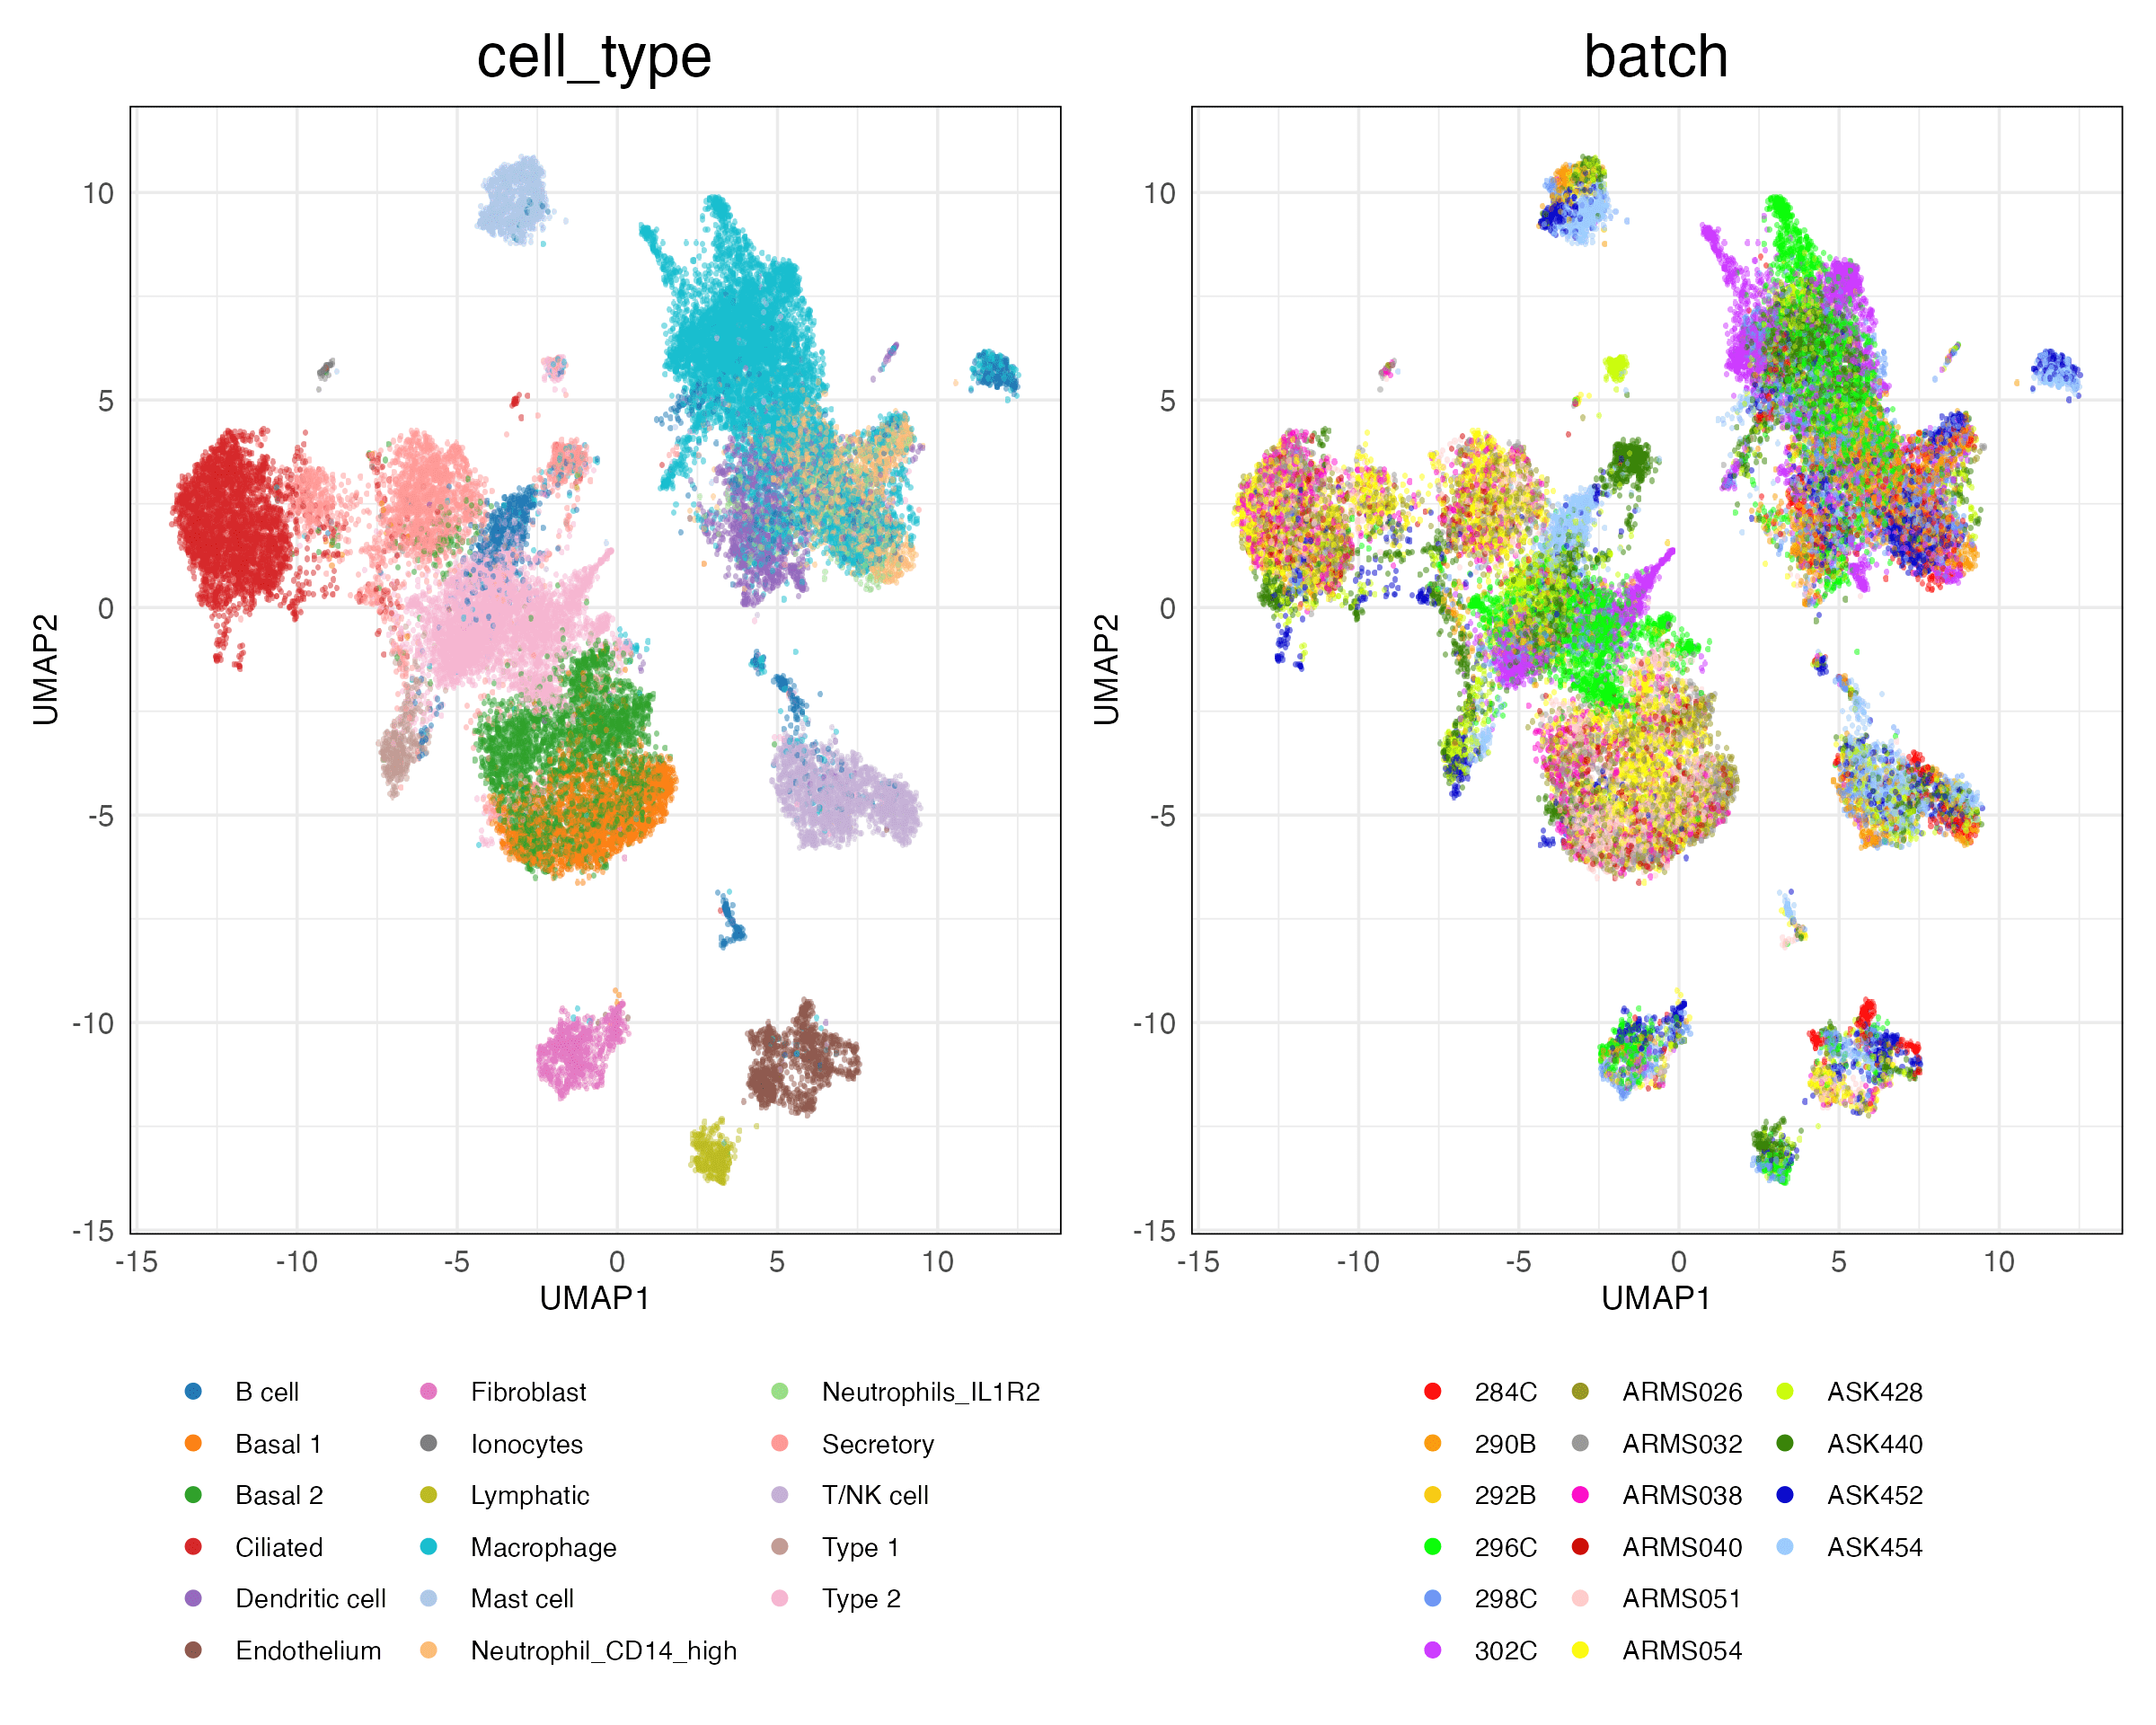 cell_type
batch
10
5
0
-5
-10
-15
UMAP2
-15 -10 -5 0 5 10
UMAP1
10
5
0
-5
-10
-15
UMAP2
-15 -10 -5 0 5 10
UMAP1
B cell
Basal 1
Basal 2
Ciliated
Dendritic cell
Endothelium
Fibroblast
Ionocytes
Lymphatic
Macrophage
Mast cell
Neutrophil_CD14_high
Neutrophils_IL1R2
Secretory
T/NK cell
Type 1
Type 2
284C
290B
292B
296C
298C
302C
ARMS026
ARMS032
ARMS038
ARMS040
ARMS051
ARMS054
ASK428
ASK440
ASK452
ASK454